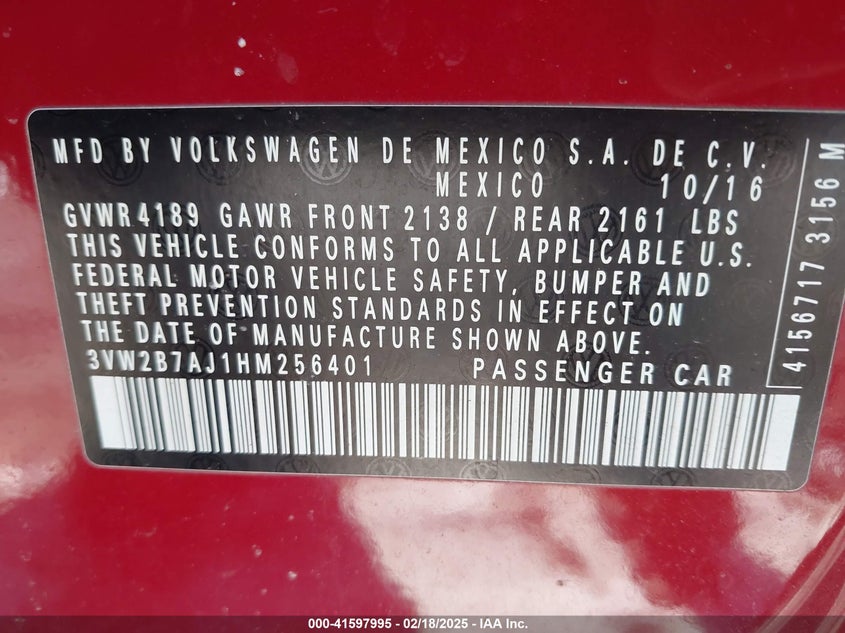 MFD BY VOLKSWAGEN DE MEXICO S.A. DE C.V.
MEXICO 10/16
GVWR 4189 GAWR FRONT 2138 / REAR 2161 LBS
THIS VEHICLE CONFORMS TO ALL APPLICABLE U.S.
FEDERAL MOTOR VEHICLE SAFETY, BUMPER AND
THEFT PREVENTION STANDARDS IN EFFECT ON
THE DATE OF MANUFACTURE SHOWN ABOVE.
3VW2B7AJ1HM256401 PASSENGER CAR
4156717 3156 M
000-41597995 - 02/18/2025 - IAA Inc.